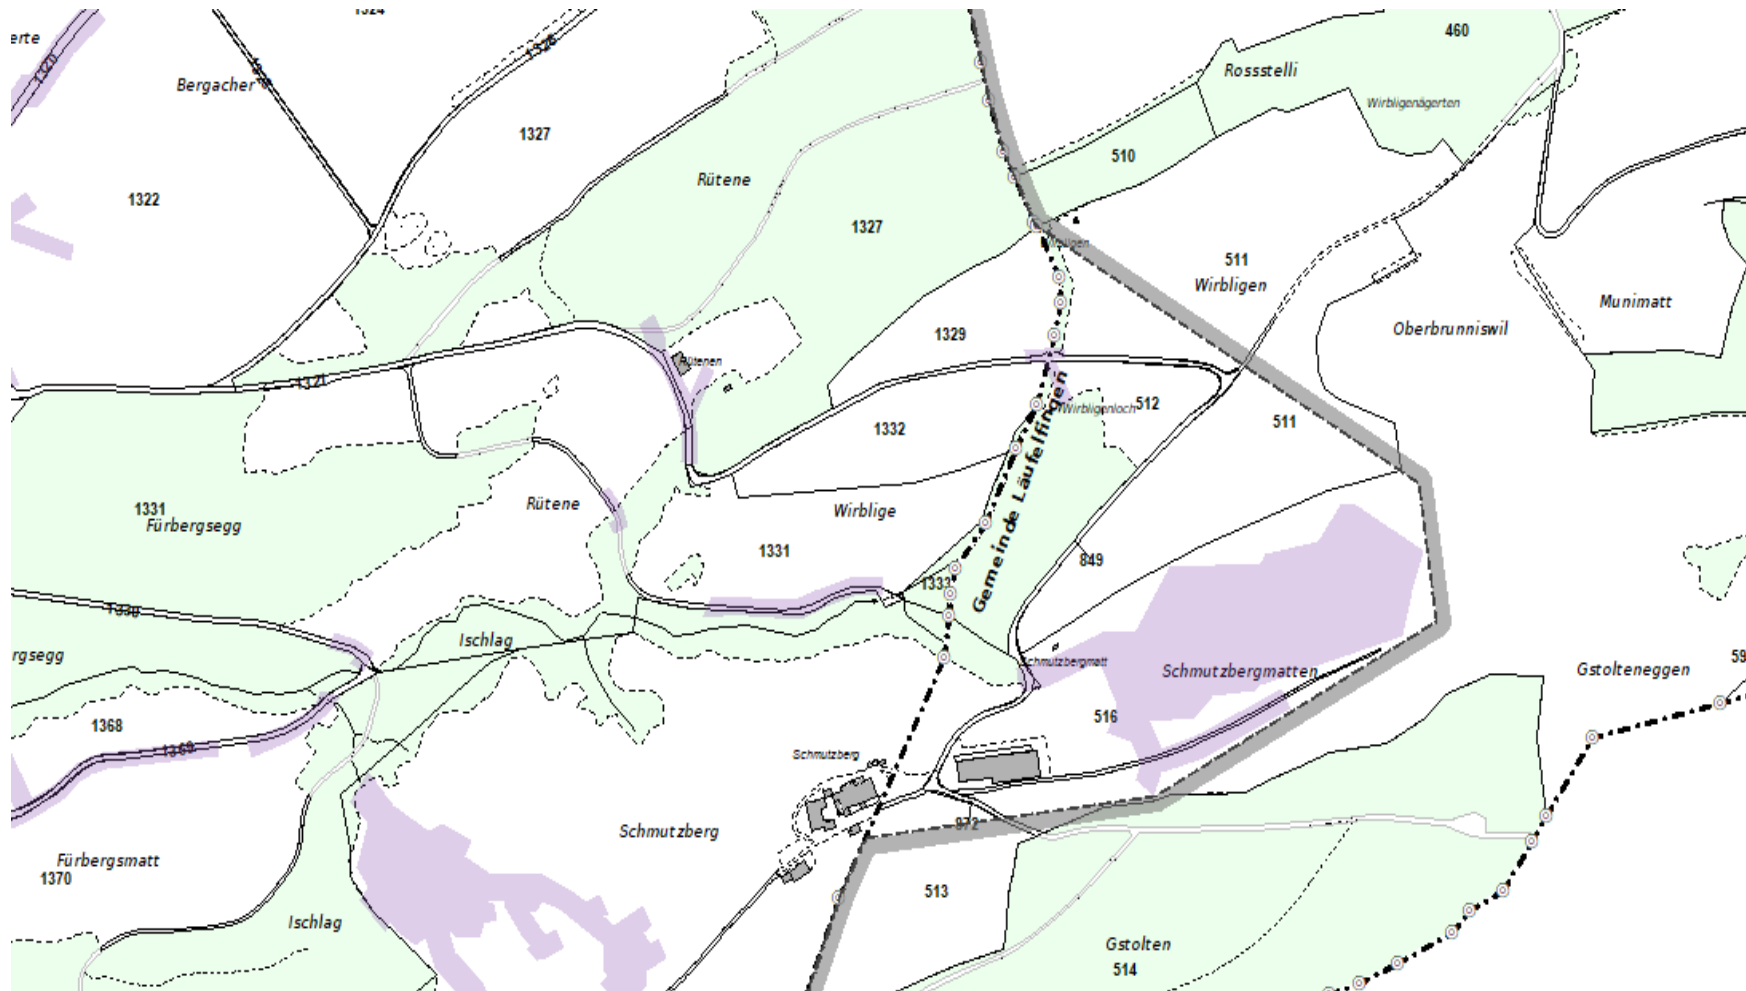 1324
erte
1320
Bergacher
1326
460
Rossstelli
Wirbligenägerten
1327
510
1322
Rütene
1327
511
Wirbligen
Munimatt
Oberbrunniswil
1329
Rütenen
1321
512
Wirbligenloch
511
1332
Gemeinde Läufelfingen
1331
Fürbergsegg
Rütene
Wirblige
1331
1333
849
1330
Ischlag
rgsegg
Schmutzbergmatt
Schmutzbergmatten
Gstolteneggen
59
1368
1369
516
Schmutzberg
Schmutzberg
872
Fürbergsmatt
1370
513
Ischlag
Gstolten
514